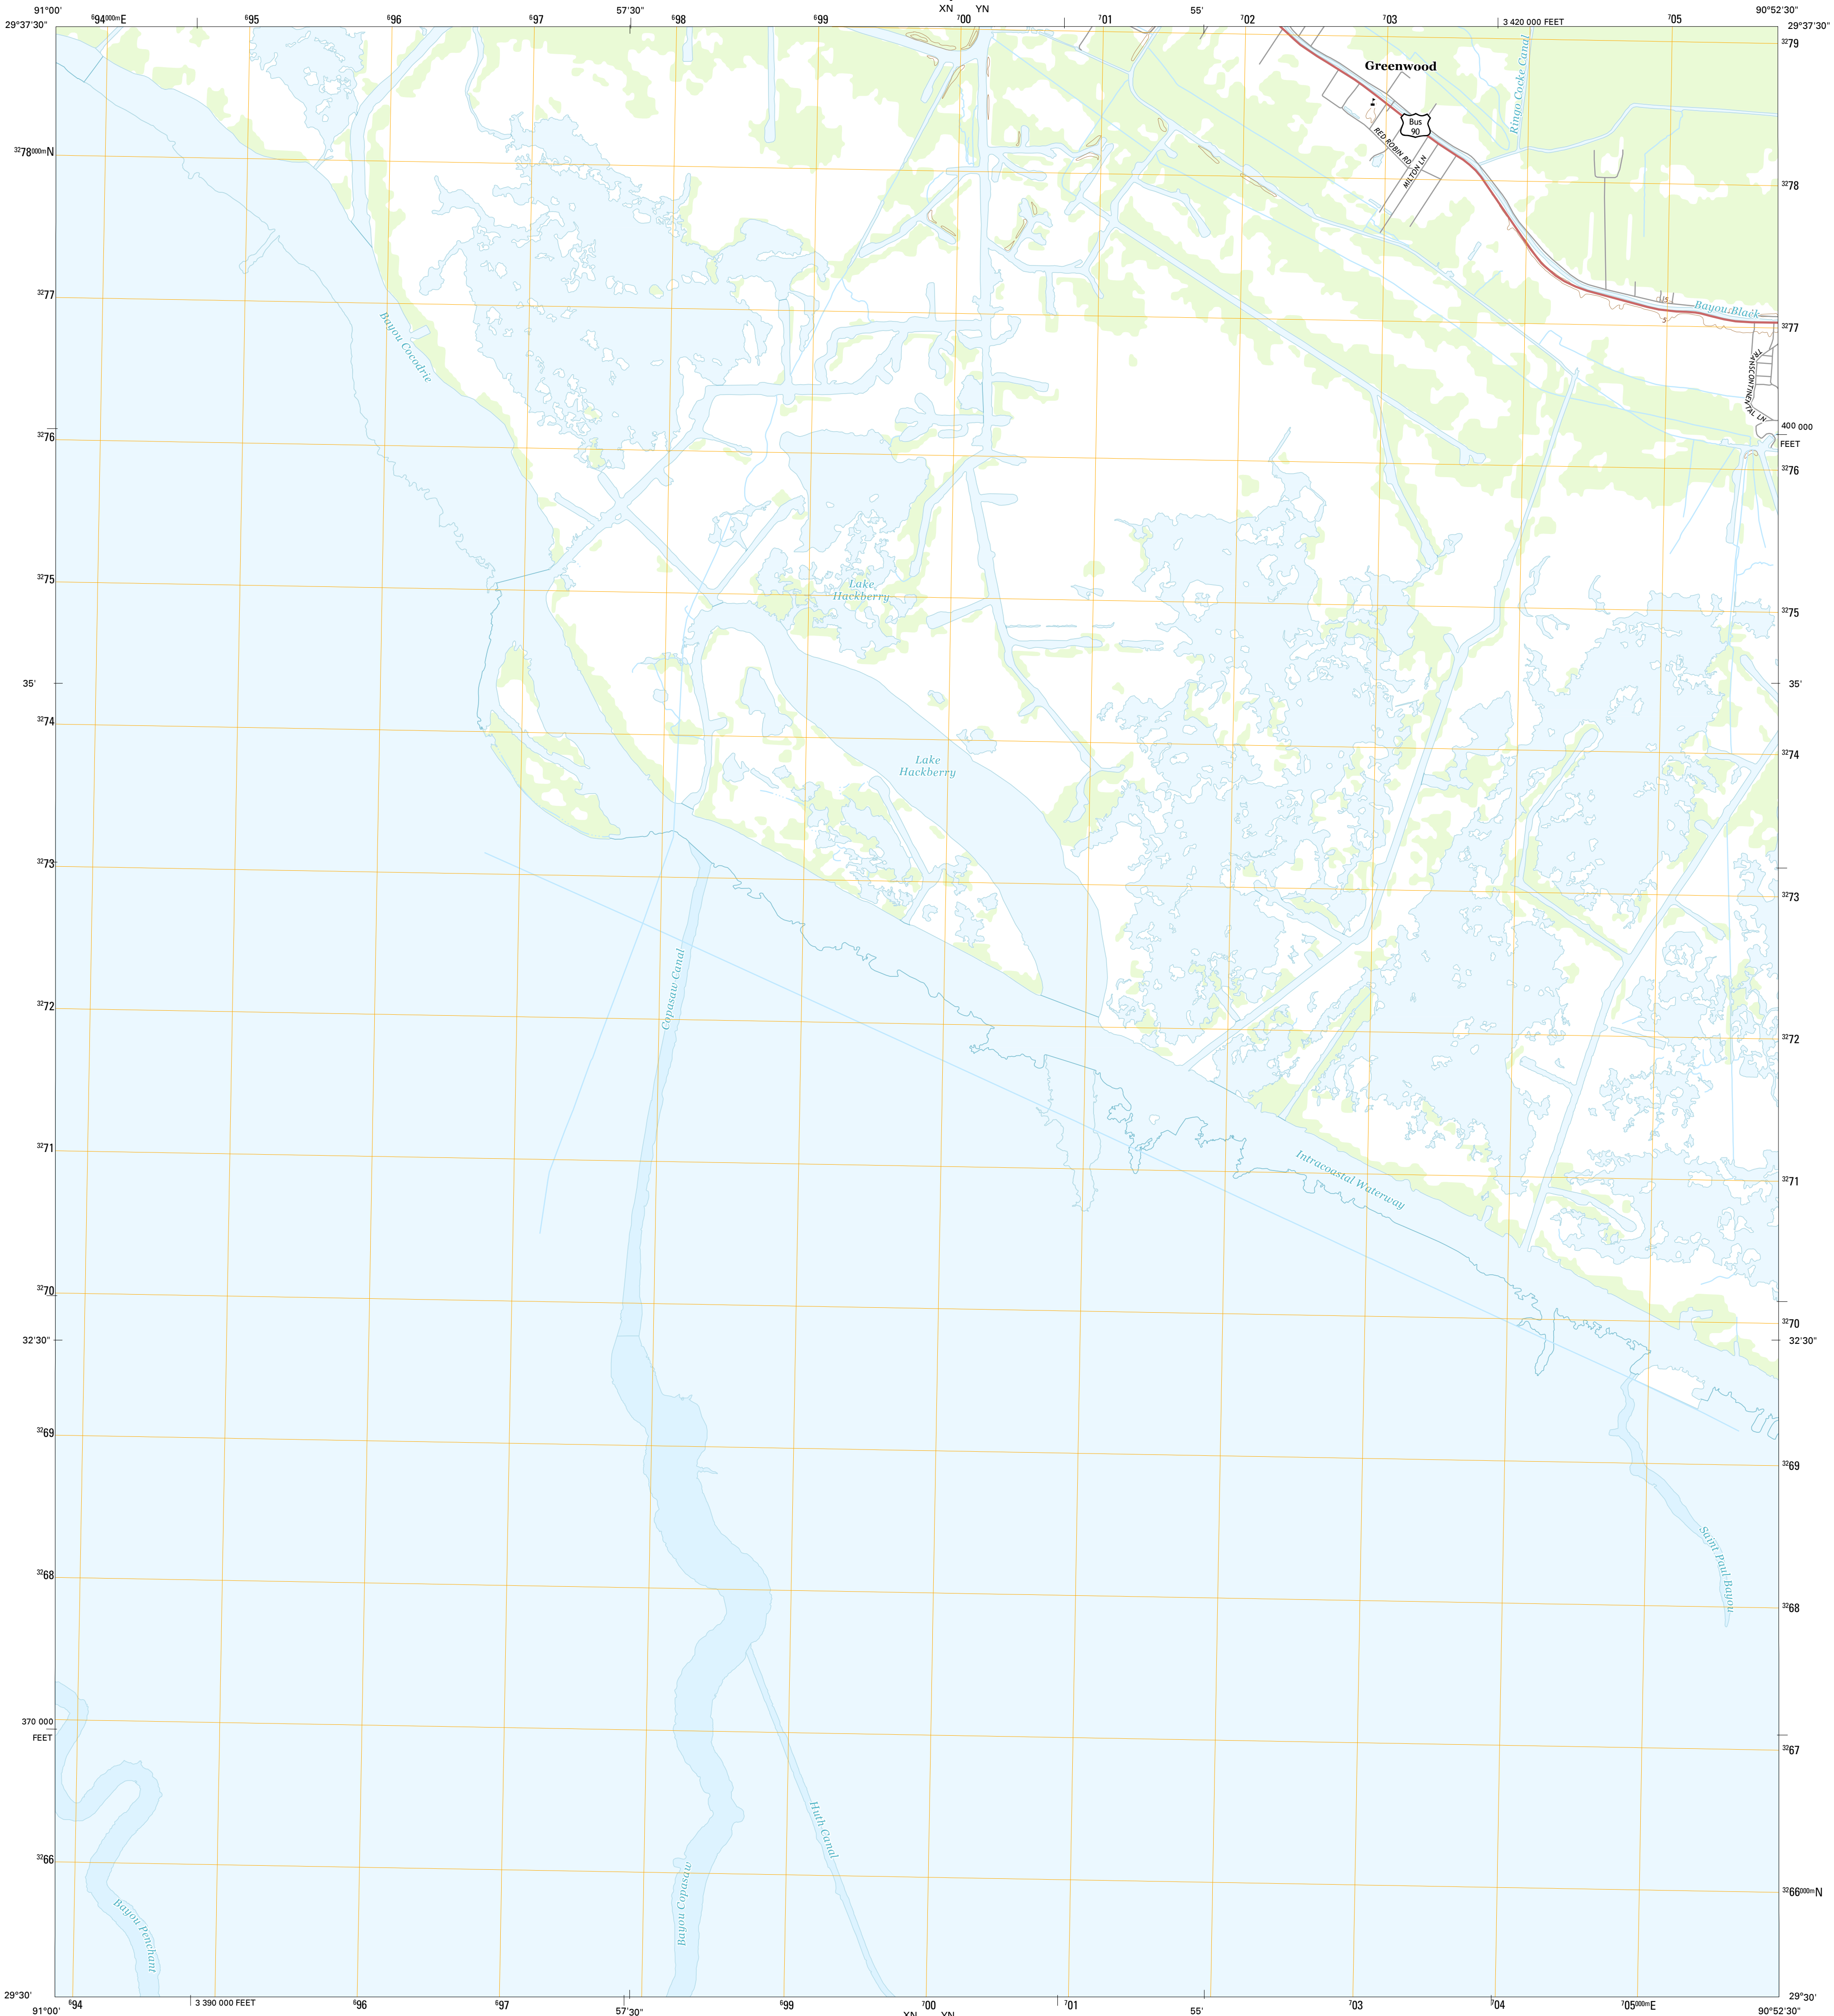 91°00'
⁶94⁰⁰⁰ᵐE
⁶95
⁶96
⁶97
57'30"
⁶98
⁶99
XN
YN
⁷00
⁷01
55'
⁷02
⁷03
3 420 000 FEET
⁷05
90°52'30"
29°37'30"
29°37'30"
³²79
Greenwood
Ringo Cocke Canal
Bus
90
RED ROBIN RD
MILTON LN
³²78⁰⁰⁰ᵐN
³²78
³²77
Bayou Cocodrie
Bayou Black
5
³²77
TRANSCONTINENTAL LN
³²76
400 000
FEET
³²76
³²75
Lake
Hackberry
³²75
35'
35'
³²74
Lake
Hackberry
³²74
³²73
³²73
Copasaw Canal
³²72
³²72
³²71
Intracoastal Waterway
³²71
³²70
³²70
32'30"
32'30"
³²69
³²69
Saint Paul Bayou
³²68
³²68
370 000
FEET
³²67
Huth Canal
³²66
Bayou Copasaw
Bayou Penchant
³²66⁰⁰⁰ᵐN
29°30'
29°30'
91°00'
⁶94
3 390 000 FEET
⁶96
⁶97
57'30"
⁶99
XN
YN
⁷00
⁷01
55'
⁷03
⁷04
⁷05⁰⁰⁰ᵐE
90°52'30"